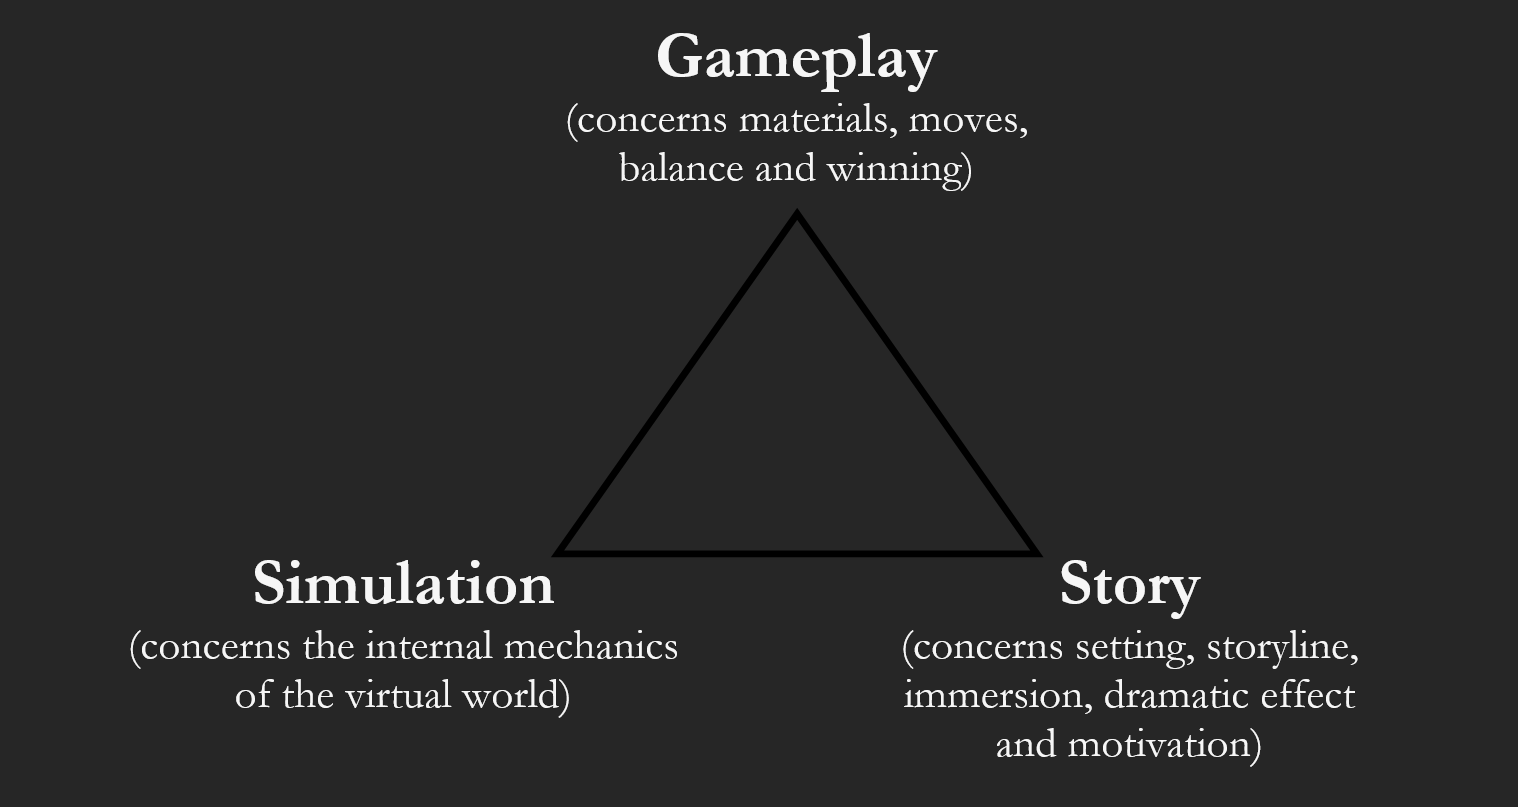 Gameplay
(concerns materials, moves,
balance and winning)
Simulation
(concerns the internal mechanics
of the virtual world)
Story
(concerns setting, storyline,
immersion, dramatic effect
and motivation)